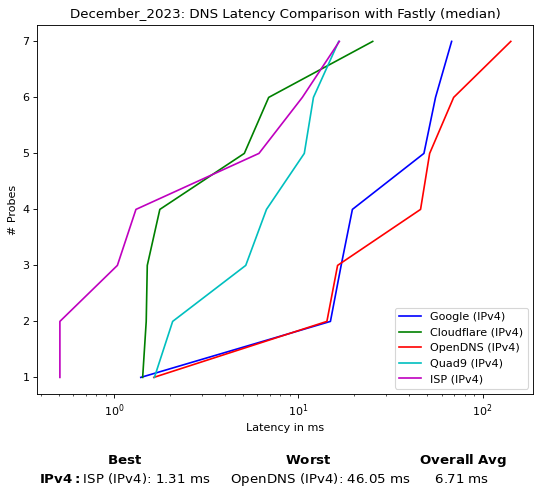 December_2023: DNS Latency Comparison with Fastly (median)
7
6
5
4
3
2
1
# Probes
10⁰ 10¹ 10²
Latency in ms
Google (IPv4)
Cloudflare (IPv4)
OpenDNS (IPv4)
Quad9 (IPv4)
ISP (IPv4)
Best Worst Overall Avg
IPv4: ISP (IPv4): 1.31 ms OpenDNS (IPv4): 46.05 ms 6.71 ms